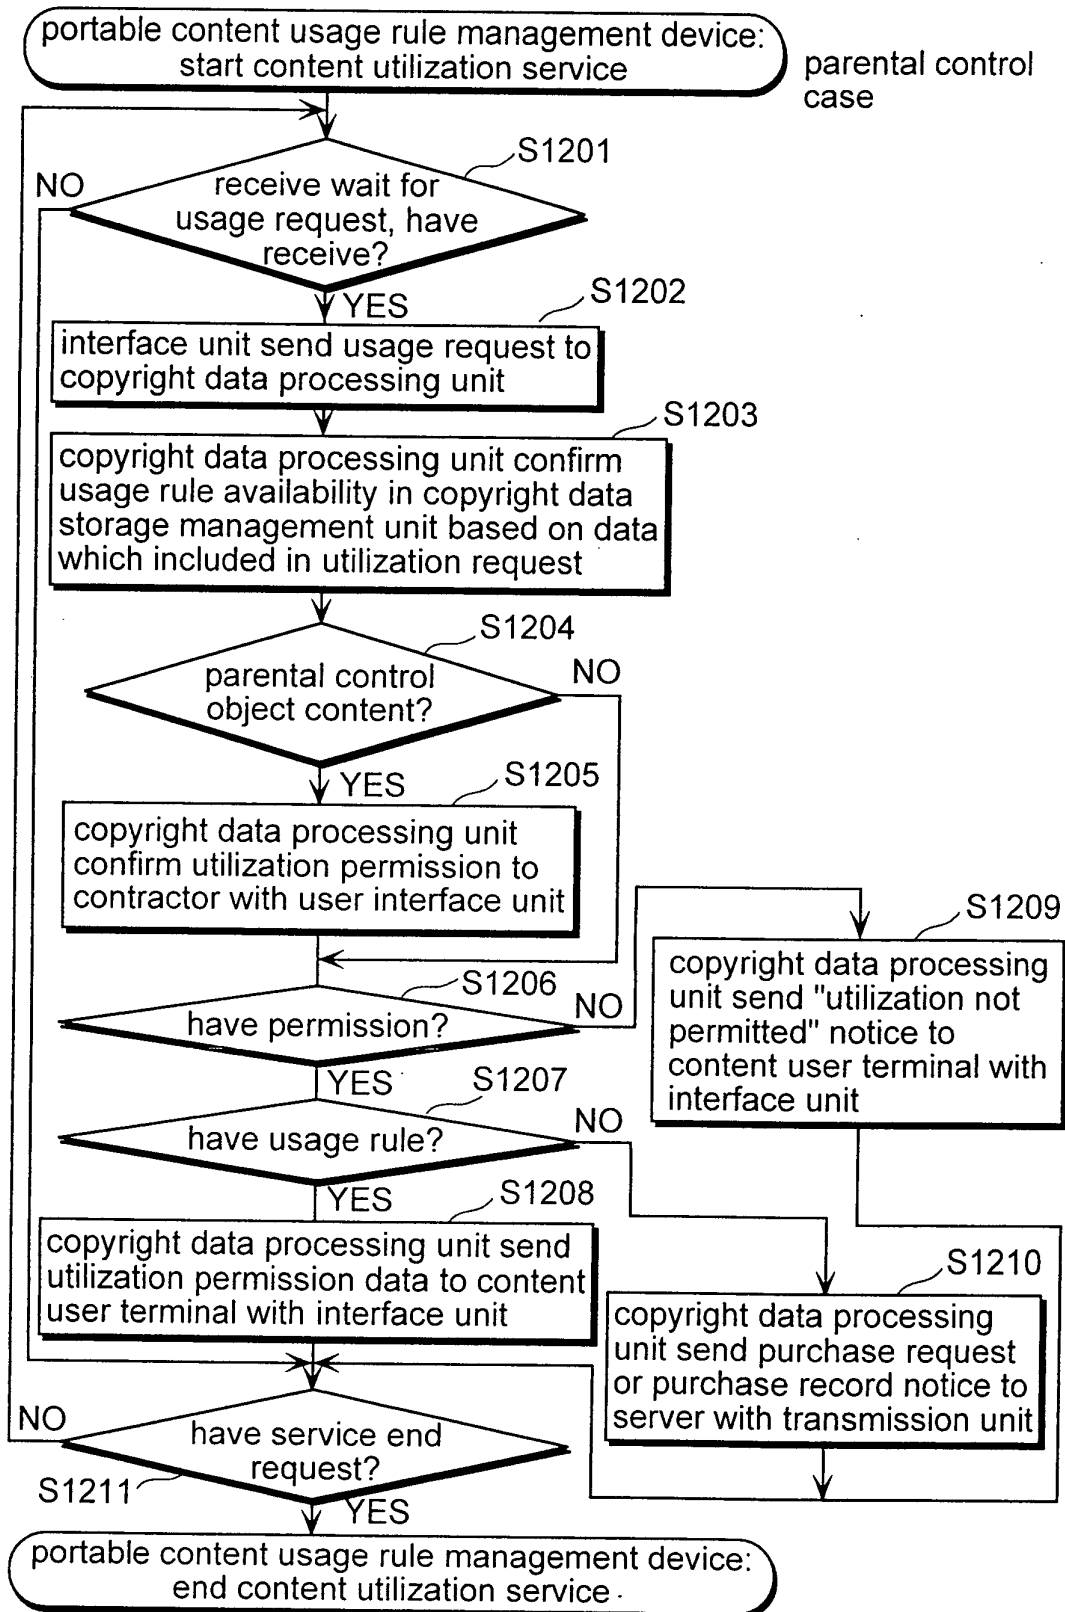 portable content usage rule management device:
start content utilization service
parental control
case
S1201
NO
receive wait for
usage request, have
receive?
YES
S1202
interface unit send usage request to
copyright data processing unit
S1203
copyright data processing unit confirm
usage rule availability in copyright data
storage management unit based on data
which included in utilization request
S1204
parental control
object content?
NO
YES
S1205
copyright data processing unit
confirm utilization permission to
contractor with user interface unit
S1206
have permission?
NO
S1209
copyright data processing
unit send "utilization not
permitted" notice to
content user terminal with
interface unit
YES
S1207
have usage rule?
NO
YES
S1208
copyright data processing unit send
utilization permission data to content
user terminal with interface unit
S1210
copyright data processing
unit send purchase request
or purchase record notice to
server with transmission unit
NO
have service end
request?
S1211
YES
portable content usage rule management device:
end content utilization service